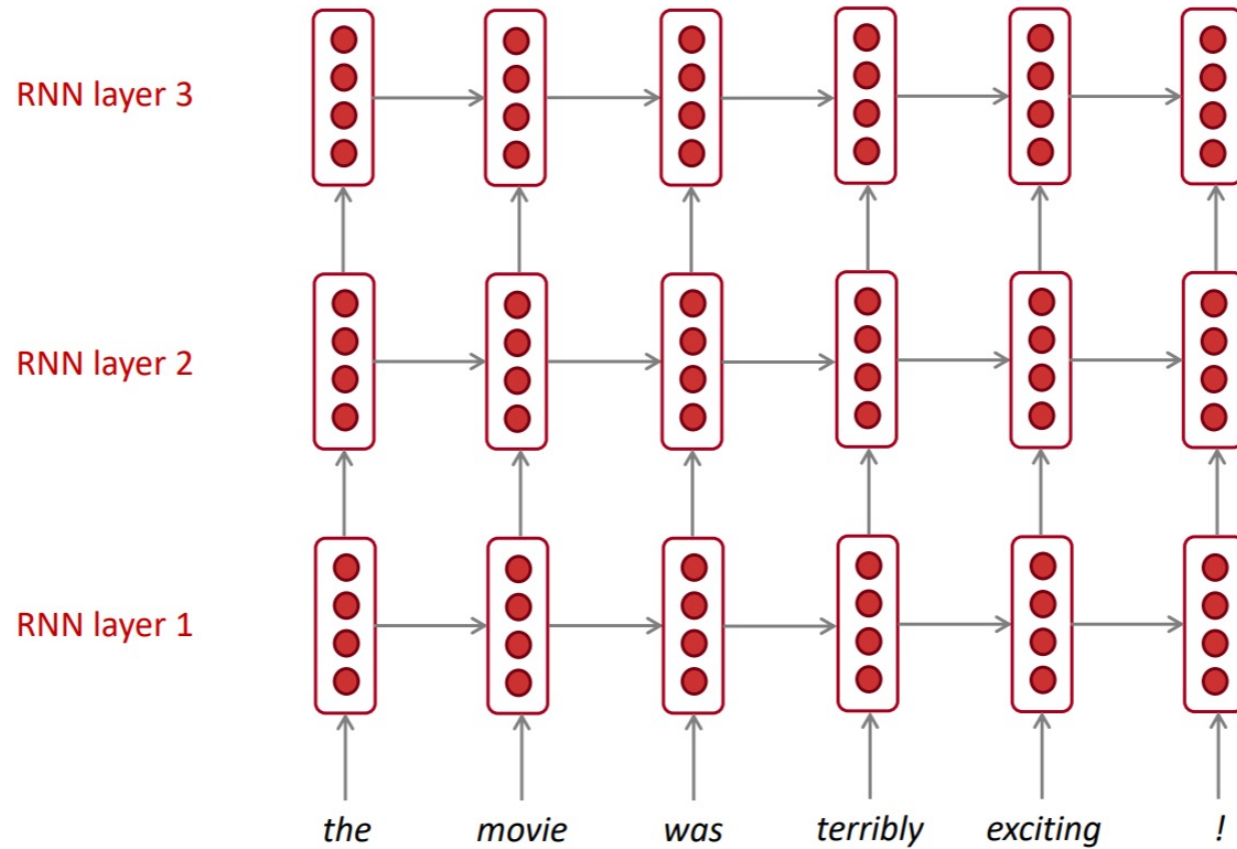 RNN layer 3
RNN layer 2
RNN layer 1
the movie was terribly exciting !